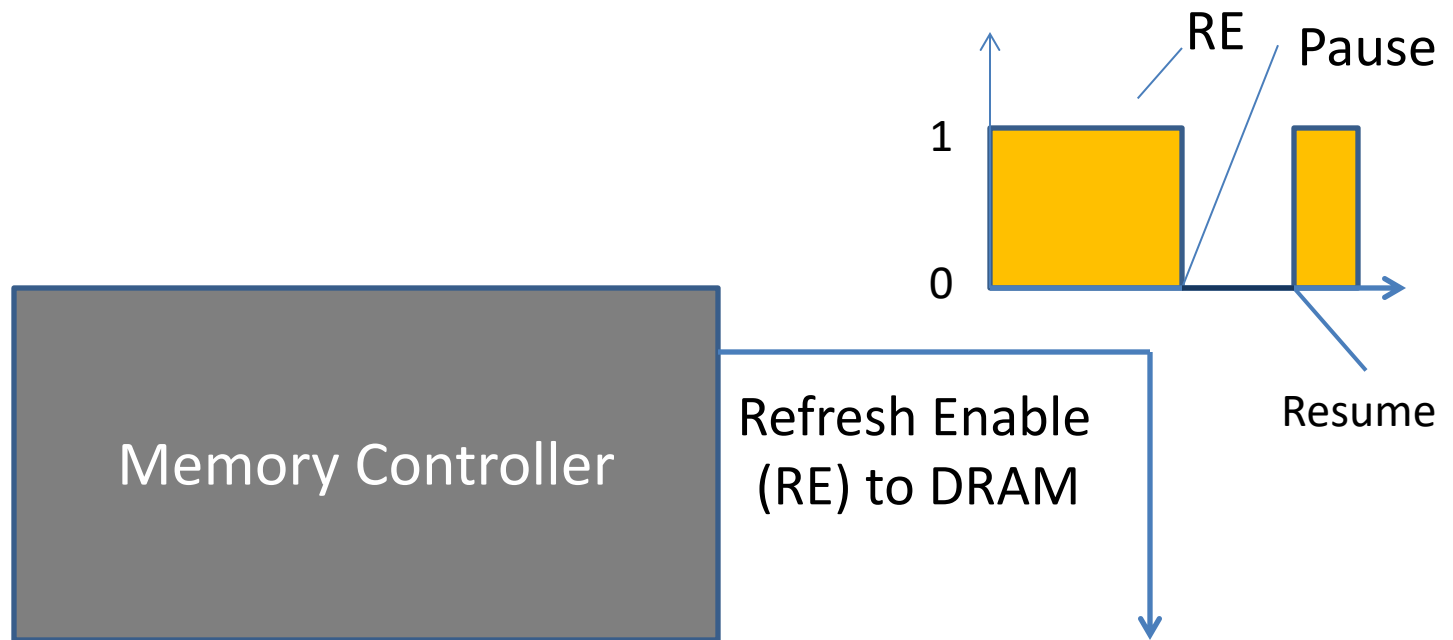 RE
Pause
1
0
Resume
Refresh Enable
(RE) to DRAM
Memory Controller